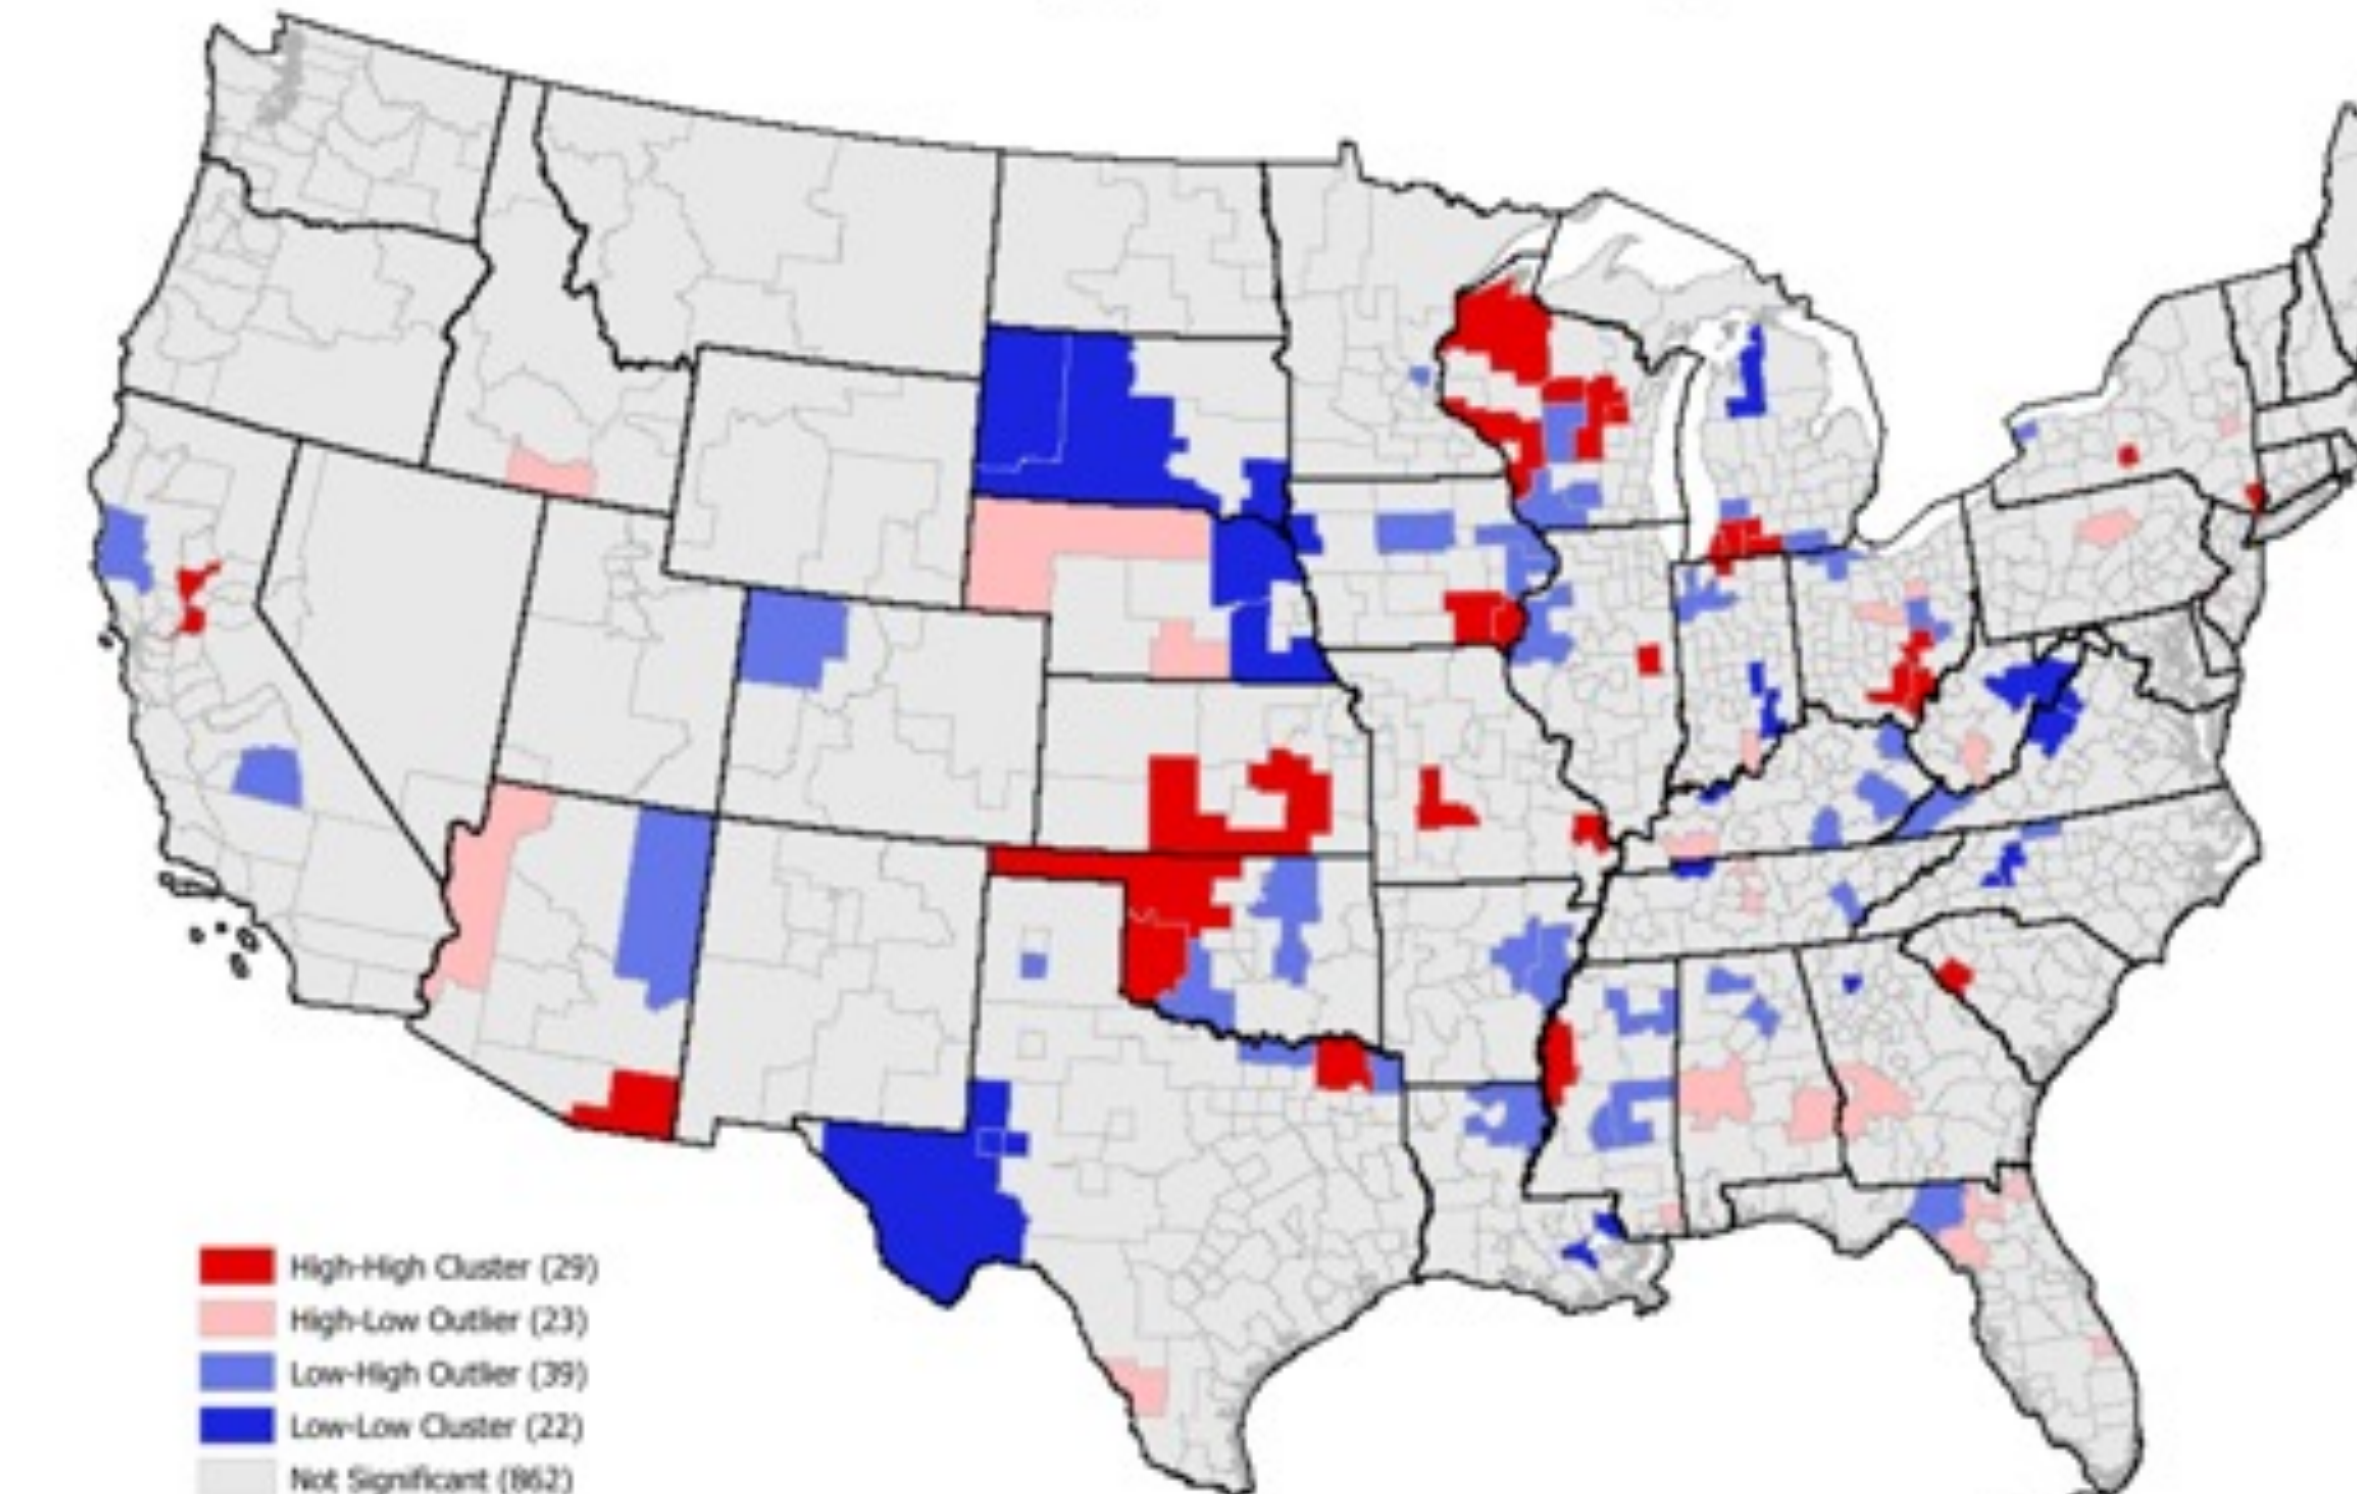 High-High Cluster (29)
High-Low Outlier (23)
Low-High Outlier (39)
Low-Low Cluster (22)
Not Significant (862)